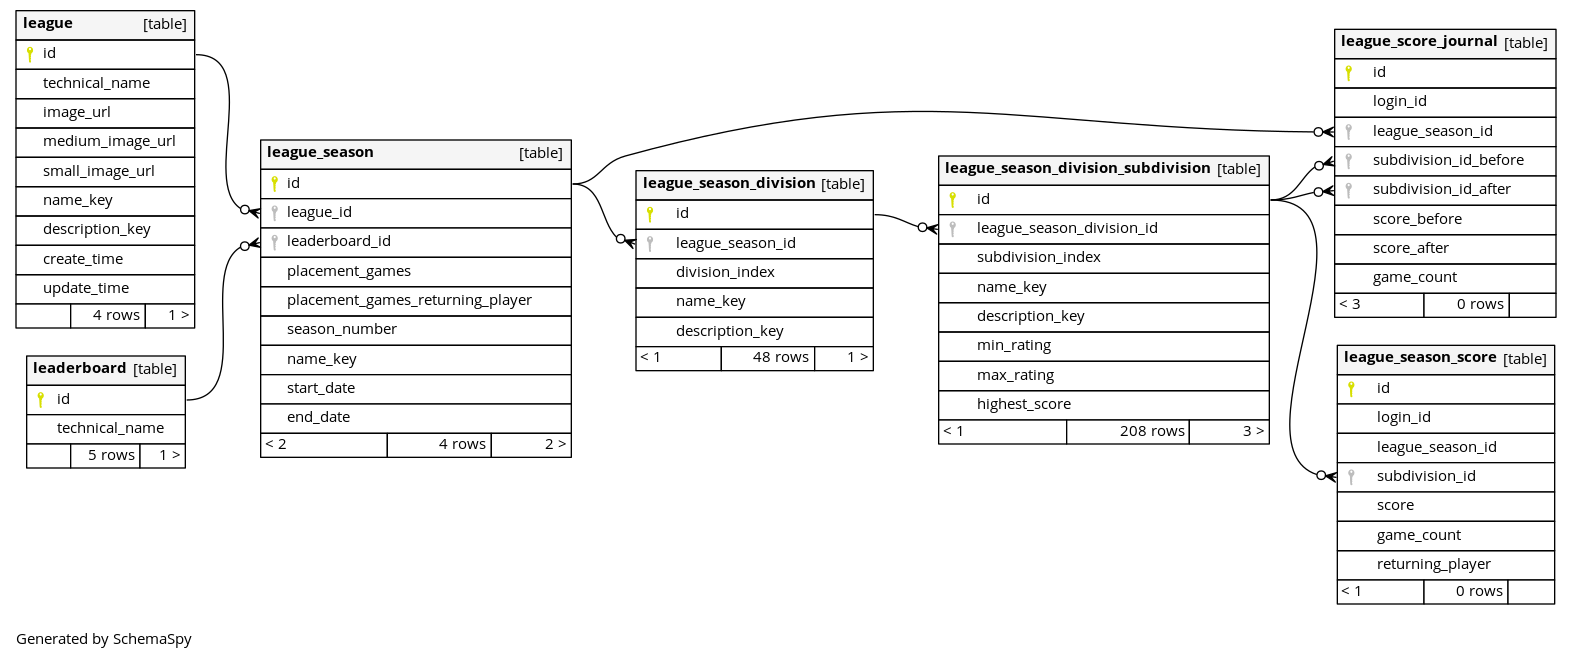 league [table]
id
technical_name
image_url
medium_image_url
small_image_url
name_key
description_key
create_time
update_time
4 rows 1 >
leaderboard [table]
id
technical_name
5 rows 1 >
league_season [table]
id
league_id
leaderboard_id
placement_games
placement_games_returning_player
season_number
name_key
start_date
end_date
< 2 4 rows 2 >
league_season_division [table]
id
league_season_id
division_index
name_key
description_key
< 1 48 rows 1 >
league_season_division_subdivision [table]
id
league_season_division_id
subdivision_index
name_key
description_key
min_rating
max_rating
highest_score
< 1 208 rows 3 >
league_score_journal [table]
id
login_id
league_season_id
subdivision_id_before
subdivision_id_after
score_before
score_after
game_count
< 3 0 rows
league_season_score [table]
id
login_id
league_season_id
subdivision_id
score
game_count
returning_player
< 1 0 rows
Generated by SchemaSpy